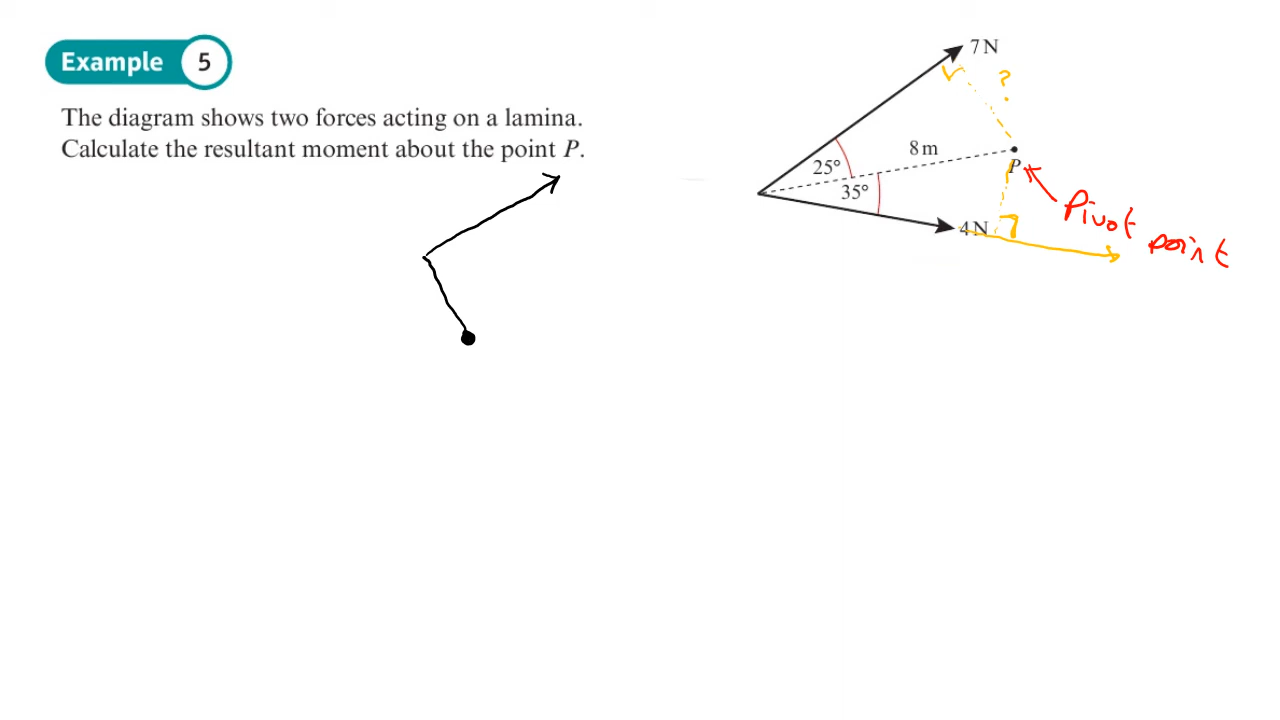 Example 5
The diagram shows two forces acting on a lamina.
Calculate the resultant moment about the point P.
7 N
?
8 m
25°
P
35°
4 N
Pivot point